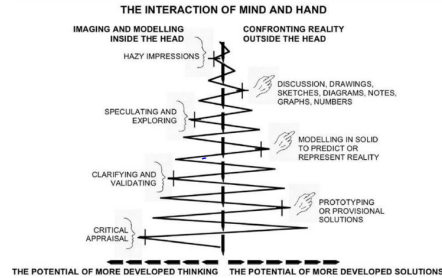 THE INTERACTION OF MIND AND HAND
IMAGING AND MODELLING
INSIDE THE HEAD
CONFRONTING REALITY
OUTSIDE THE HEAD
HAZY IMPRESSIONS
DISCUSSION, DRAWINGS,
SKETCHES, DIAGRAMS, NOTES,
GRAPHS, NUMBERS
SPECULATING AND
EXPLORING
MODELLING IN SOLID
TO PREDICT OR
REPRESENT REALITY
CLARIFYING AND
VALIDATING
PROTOTYPING
OR PROVISIONAL
SOLUTIONS
CRITICAL
APPRAISAL
THE POTENTIAL OF MORE DEVELOPED THINKING
THE POTENTIAL OF MORE DEVELOPED SOLUTIONS